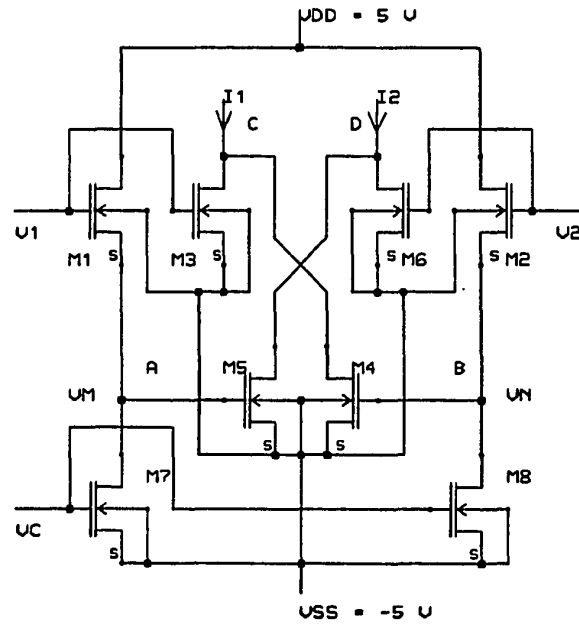 VDD = 5 V
I1 I2
C D
V1 V2
M1 S M3 S S M6 S M2
A M5 M4 B
VM VN
S S
M7 M8
VC S S
VSS = -5 V